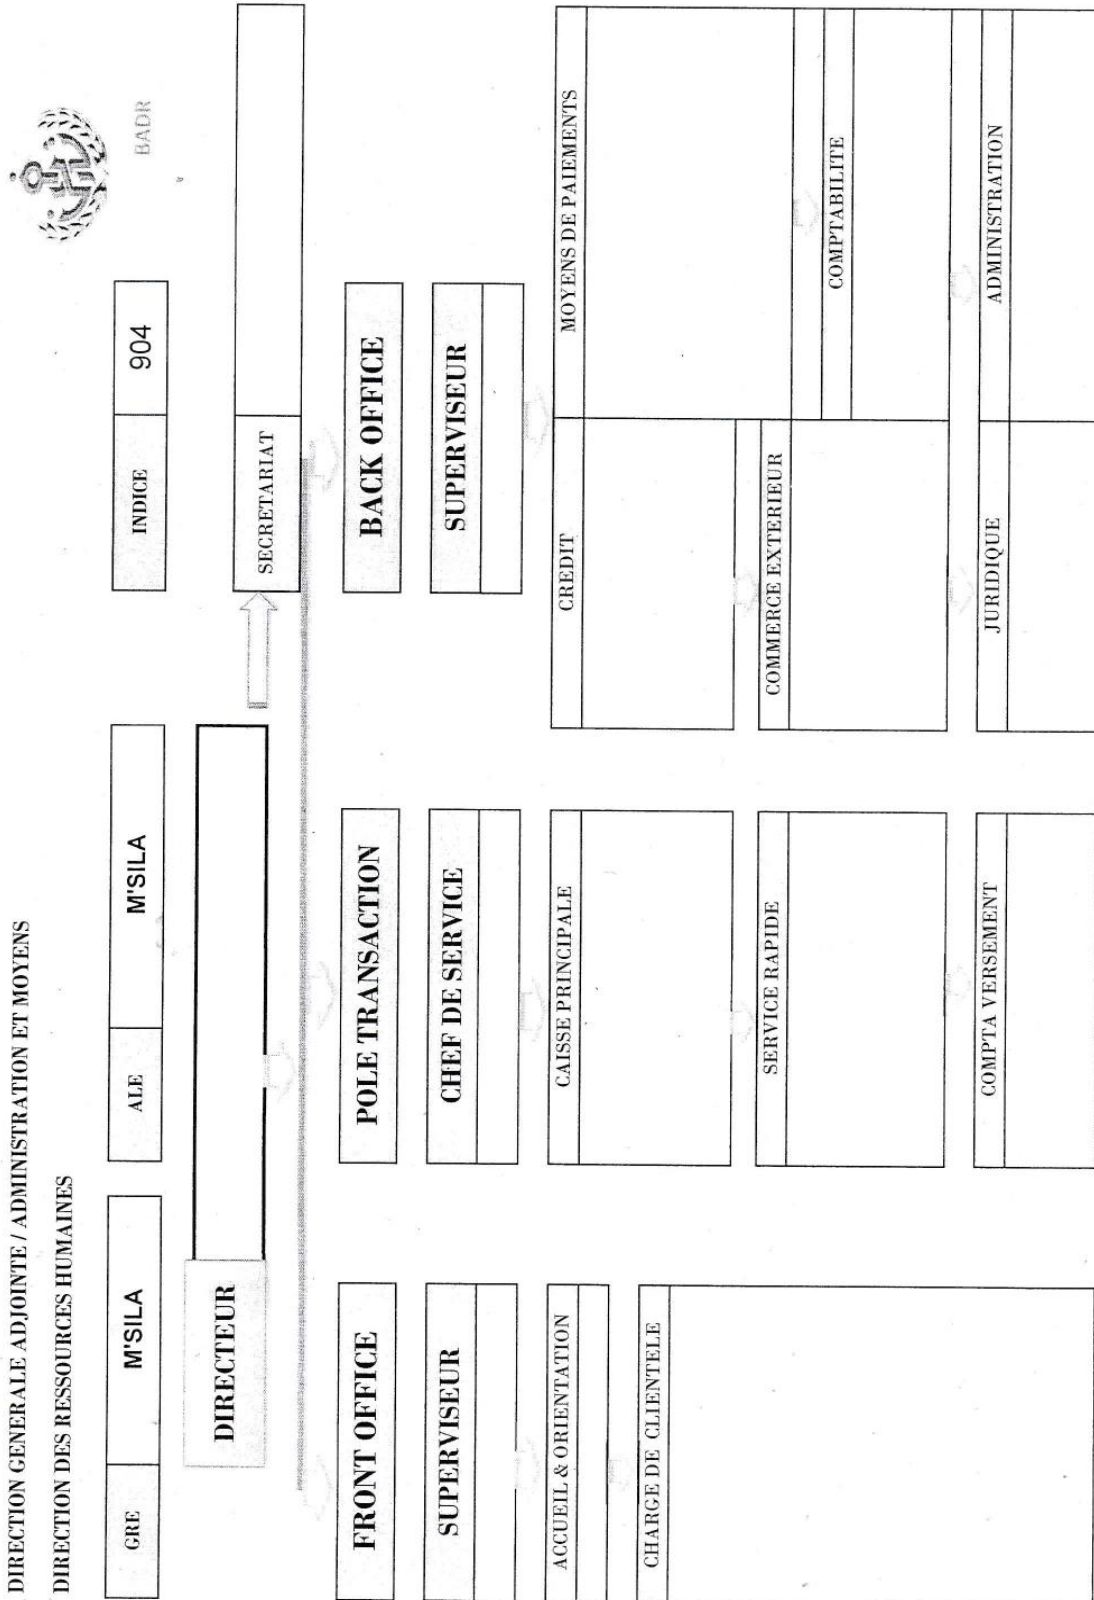 DIRECTION GENERALE ADJOINTE / ADMINISTRATION ET MOYENS
DIRECTION DES RESSOURCES HUMAINES
BADR
GRE M'SILA ALE M'SILA INDICE 904
DIRECTEUR
SECRETARIAT
FRONT OFFICE POLE TRANSACTION BACK OFFICE
SUPERVISEUR CHEF DE SERVICE SUPERVISEUR
ACCUEIL & ORIENTATION CAISSE PRINCIPALE CREDIT MOYENS DE PAIEMENTS
CHARGE DE CLIENTELE
SERVICE RAPIDE COMMERCE EXTERIEUR
COMPTABILITE
COMPTA VERSEMENT JURIDIQUE ADMINISTRATION